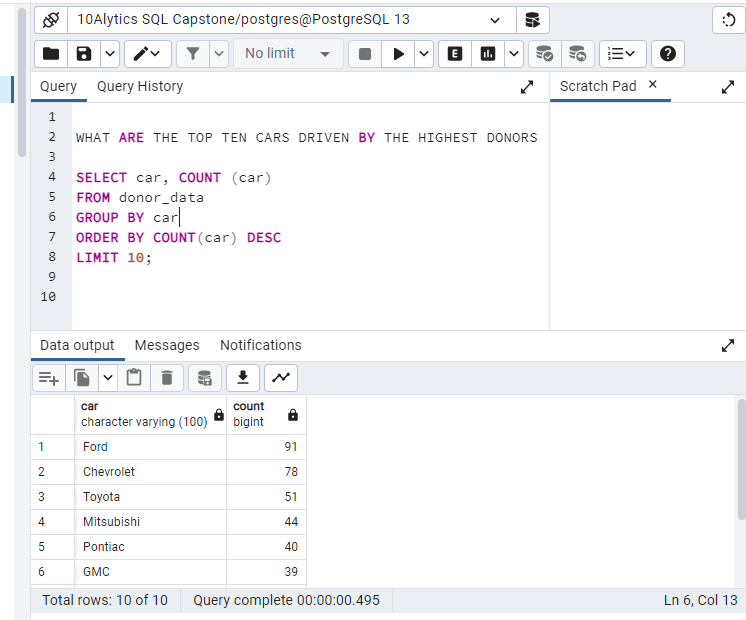 10Alytics SQL Capstone/postgres@PostgreSQL 13
No limit
E
Query
Query History
Scratch Pad
1
2 WHAT ARE THE TOP TEN CARS DRIVEN BY THE HIGHEST DONORS
3
4 SELECT car, COUNT (car)
5 FROM donor_data
6 GROUP BY car
7 ORDER BY COUNT(car) DESC
8 LIMIT 10;
9
10
Data output Messages Notifications
car count
character varying (100) bigint
1 Ford 91
2 Chevrolet 78
3 Toyota 51
4 Mitsubishi 44
5 Pontiac 40
6 GMC 39
Total rows: 10 of 10 Query complete 00:00:00.495 Ln 6, Col 13